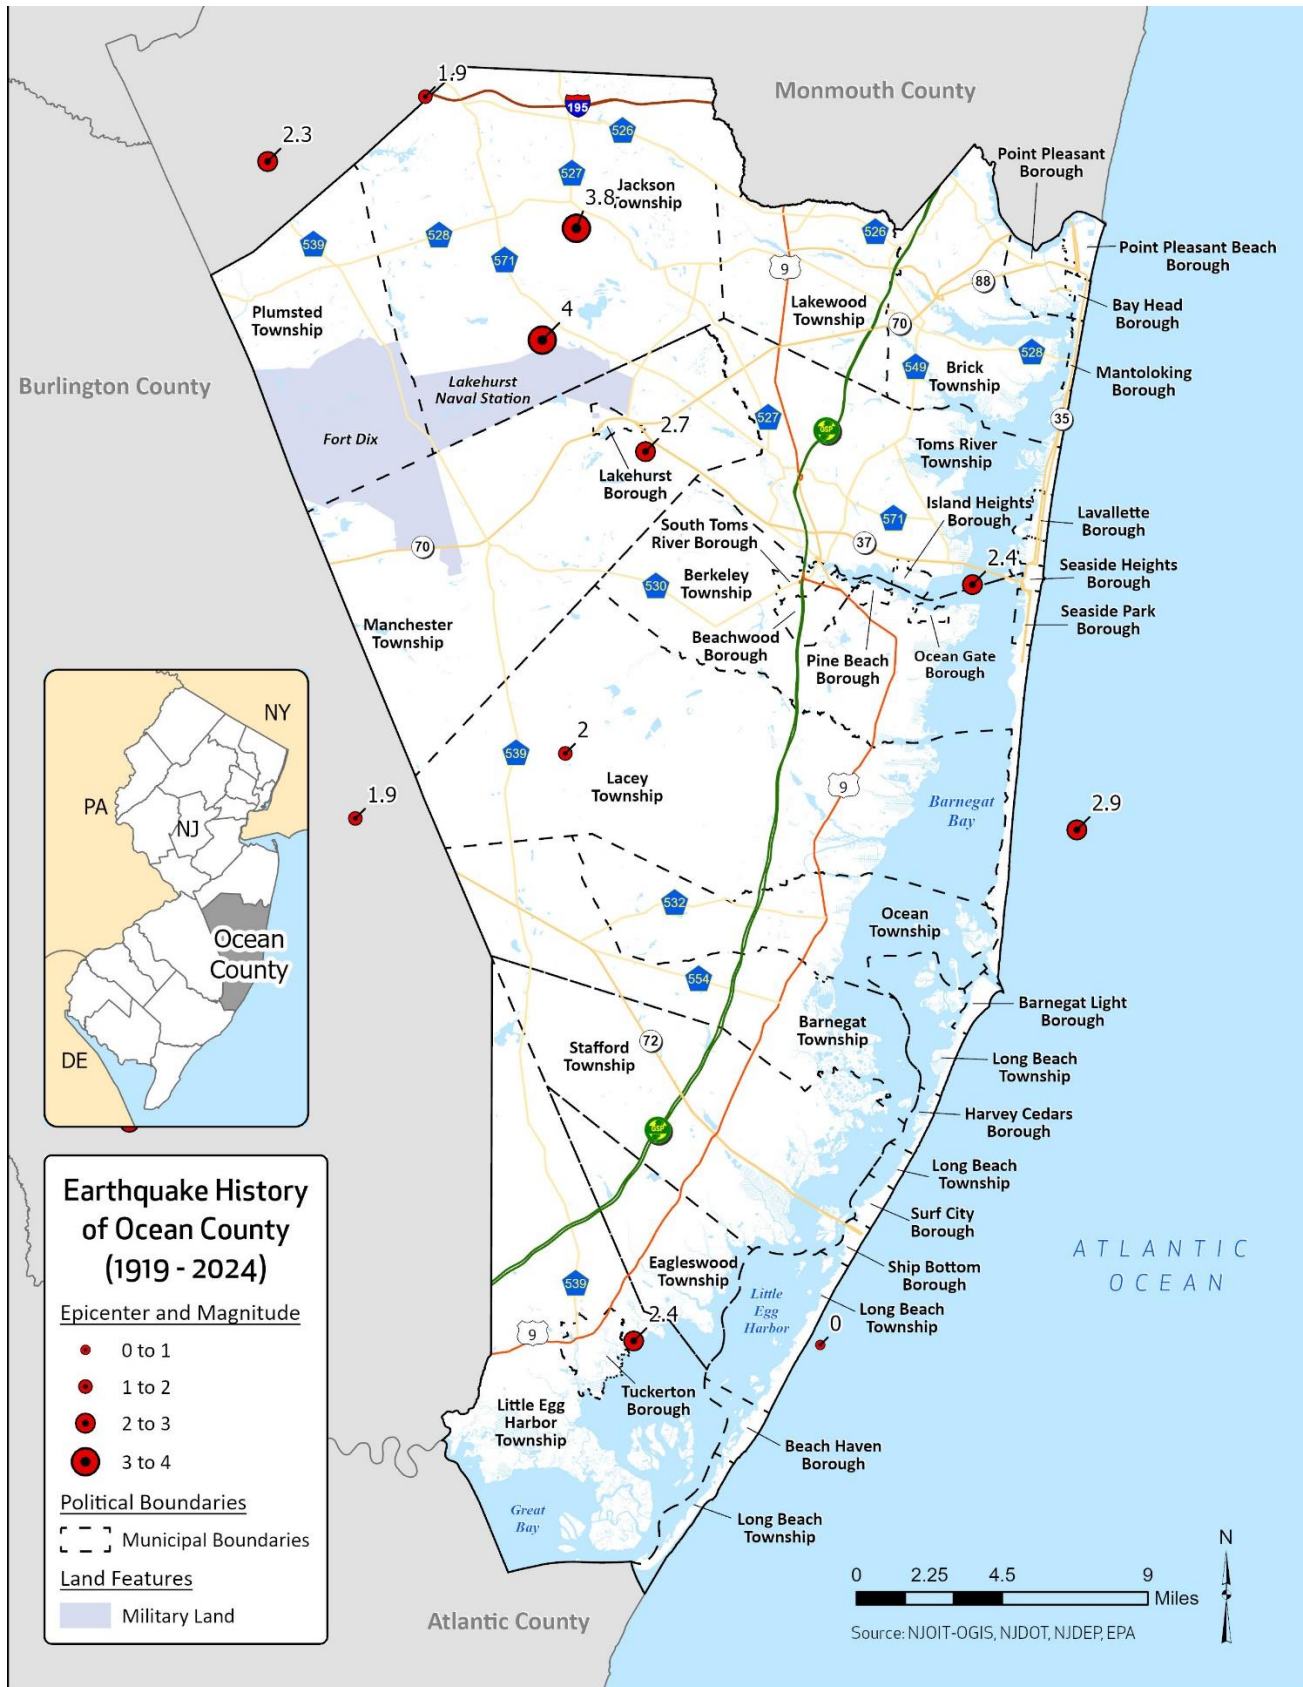 Monmouth County
1.9
195
2.3
526
Point Pleasant
Borough
527
Jackson
Township
3.8
539
528
571
526
9
88
Point Pleasant Beach
Borough
Plumsted
Township
4
Lakewood
Township
70
Bay Head
Borough
549
528
Brick
Township
Mantoloking
Borough
Burlington County
Lakehurst
Naval Station
Fort Dix
2.7
527
GSP
35
Lakehurst
Borough
Toms River
Township
Island Heights
Borough
571
Lavallette
Borough
South Toms
River Borough
37
70
530
Berkeley
Township
2.4
Seaside Heights
Borough
Seaside Park
Borough
Manchester
Township
Beachwood
Borough
Pine Beach
Borough
Ocean Gate
Borough
NY
PA
NJ
Ocean
County
DE
539
2
Lacey
Township
9
1.9
Barnegat
Bay
2.9
532
Ocean
Township
554
Barnegat Light
Borough
Barnegat
Township
Stafford
Township
72
Long Beach
Township
GSP
Harvey Cedars
Borough
Long Beach
Township
Surf City
Borough
ATLANTIC
OCEAN
Eagleswood
Township
Ship Bottom
Borough
539
Little
Egg
Harbor
Long Beach
Township
9
2.4
0
Tuckerton
Borough
Little Egg
Harbor
Township
Beach Haven
Borough
Great
Bay
Long Beach
Township
Atlantic County
Earthquake History
of Ocean County
(1919 - 2024)
Epicenter and Magnitude
0 to 1
1 to 2
2 to 3
3 to 4
Political Boundaries
Municipal Boundaries
Land Features
Military Land
N
0 2.25 4.5 9
Miles
Source: NJOIT-OGIS, NJDOT, NJDEP, EPA